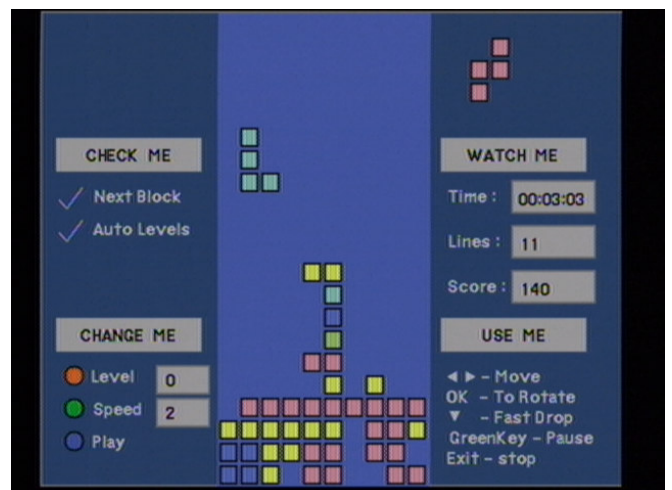 CHECK ME
Next Block
Auto Levels
CHANGE ME
Level 0
Speed 2
Play
WATCH ME
Time : 00:03:03
Lines : 11
Score : 140
USE ME
◄ ► - Move
OK - To Rotate
▼ - Fast Drop
GreenKey - Pause
Exit - stop